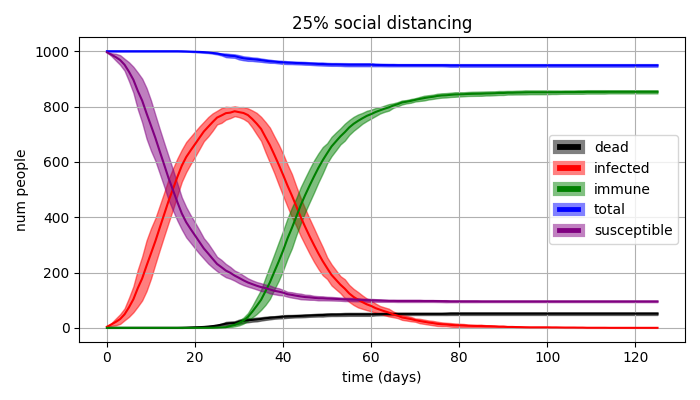 25% social distancing
num people
1000
800
600
400
200
0
dead
infected
immune
total
susceptible
0 20 40 60 80 100 120
time (days)